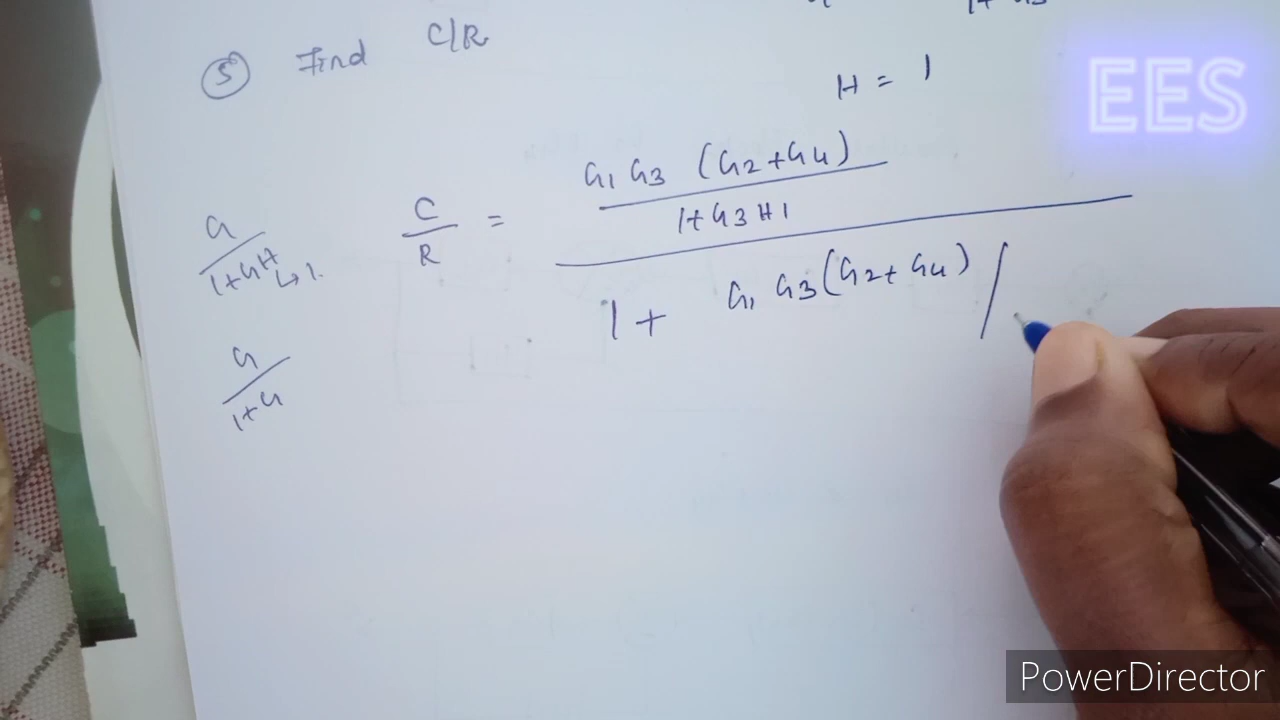 ⑤ Find C/R
H = 1
EES
G1 G3 (G2+G4)
1+G3H1
C/R =
1+ G1 G3(G2+G4) /
G/1+GH ↳1.
G/1+G
PowerDirector